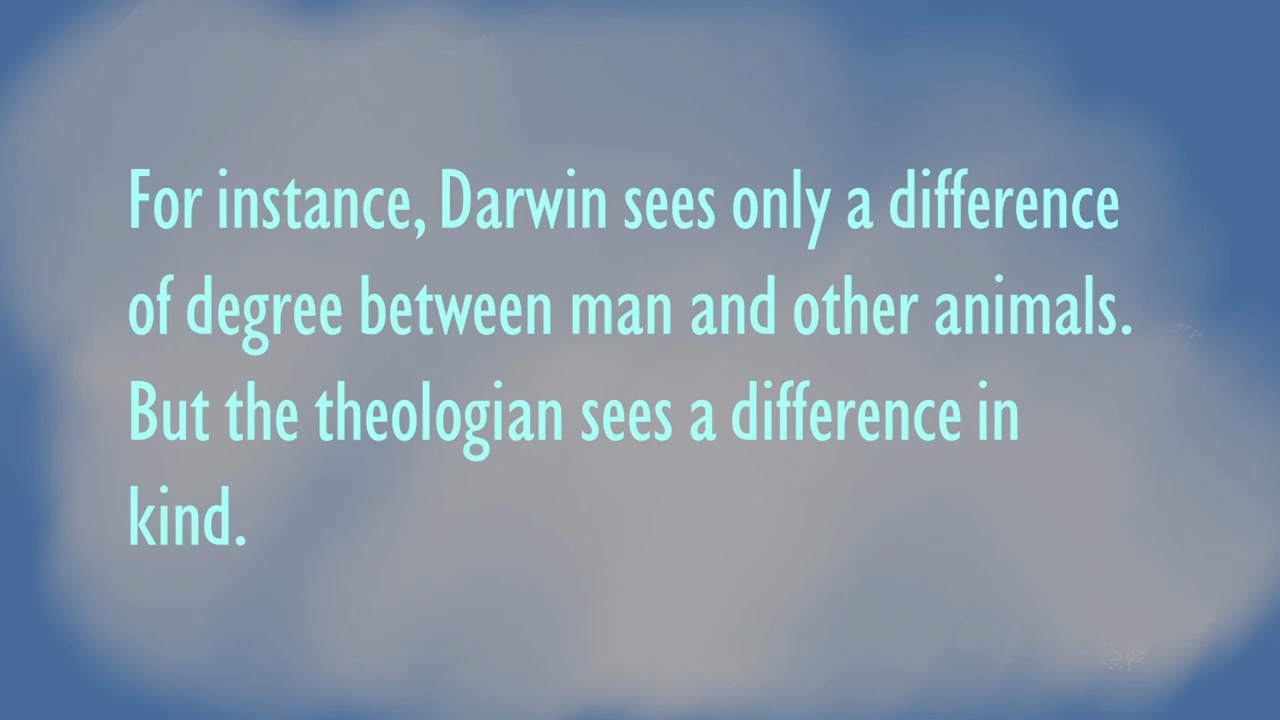 For instance, Darwin sees only a difference
of degree between man and other animals.
But the theologian sees a difference in
kind.